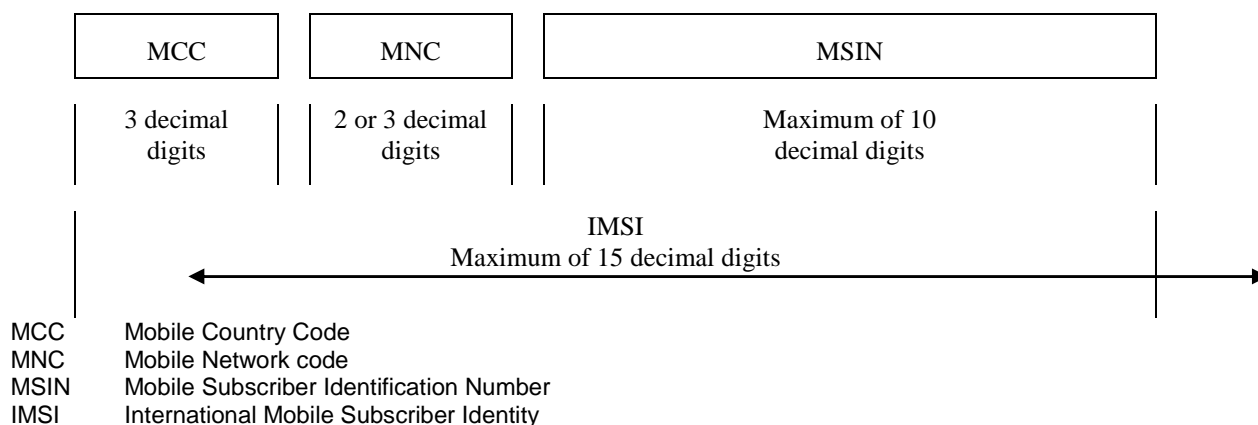 MCC MNC MSIN
3 decimal 2 or 3 decimal Maximum of 10
digits digits decimal digits
IMSI
Maximum of 15 decimal digits
MCC Mobile Country Code
MNC Mobile Network code
MSIN Mobile Subscriber Identification Number
IMSI International Mobile Subscriber Identity